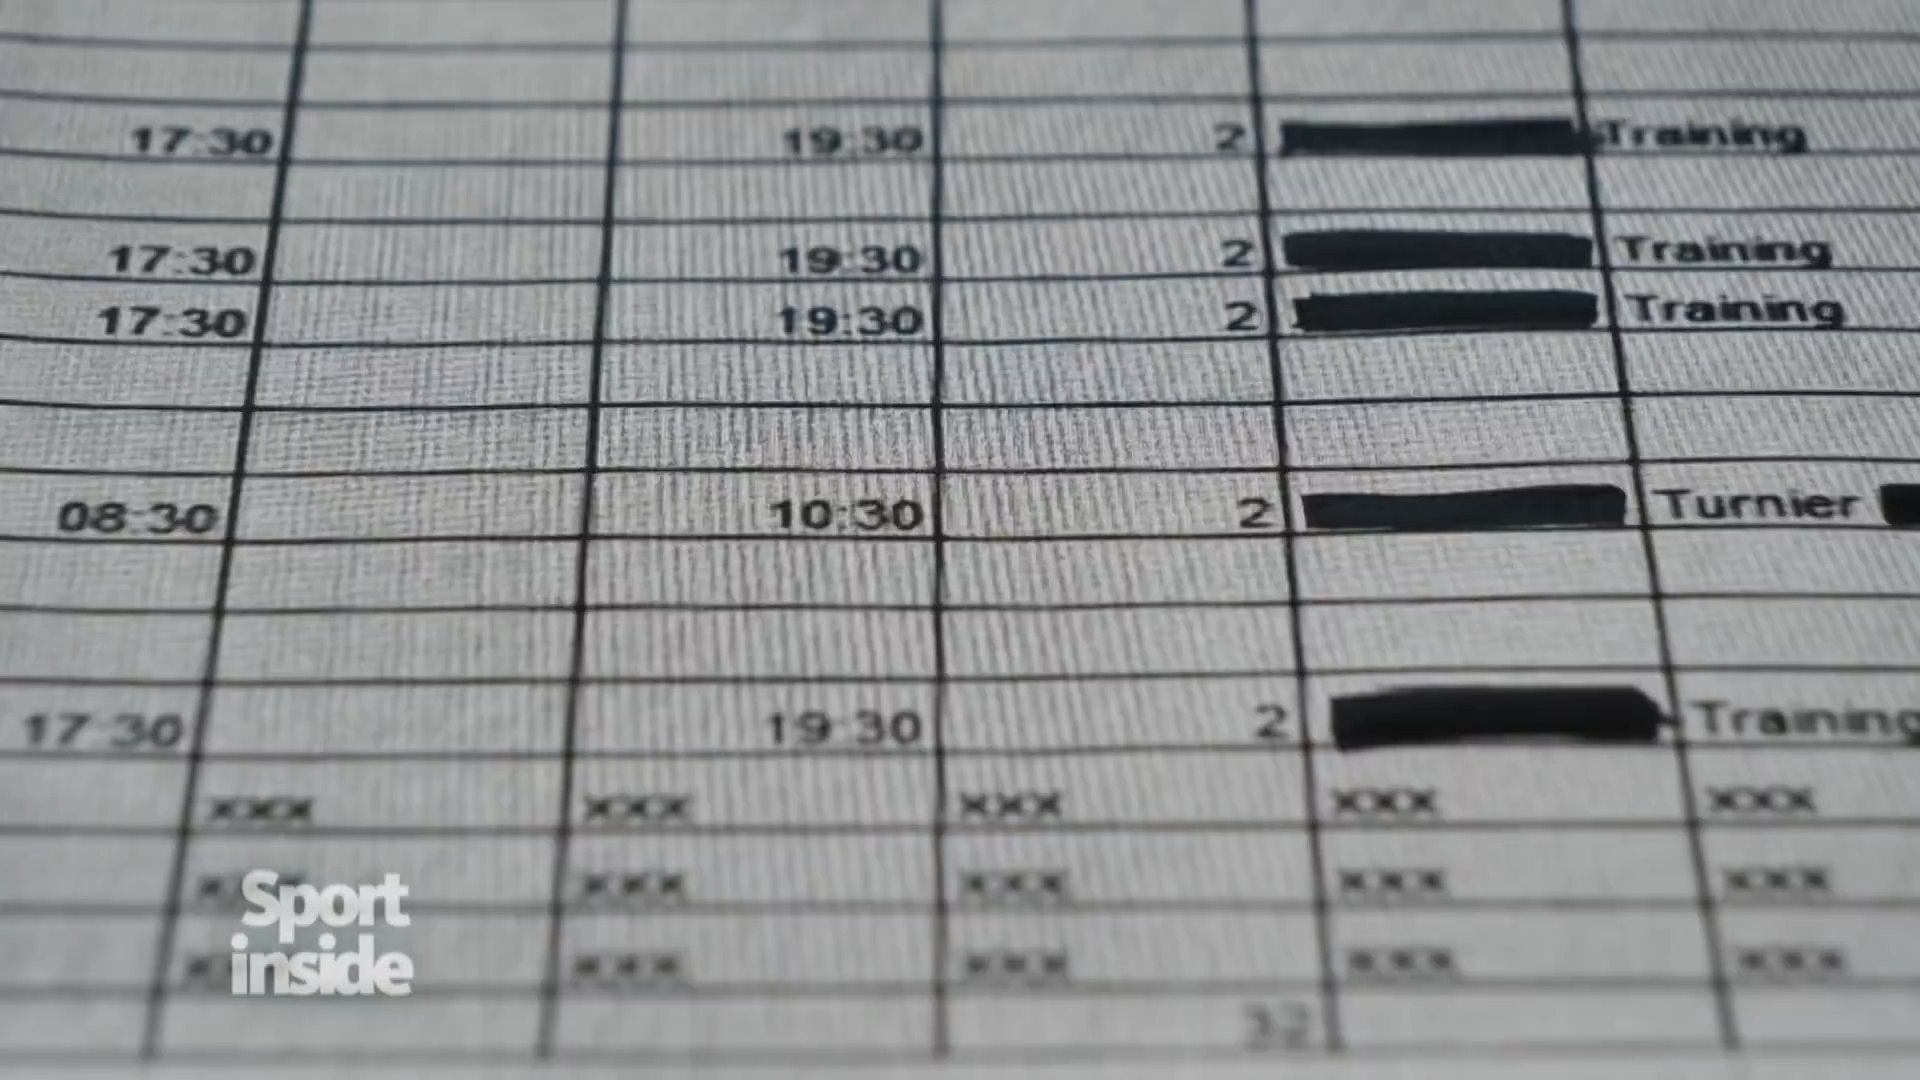 17:30 19:30 2 Training
17:30 19:30 2 Training
17:30 19:30 2 Training
08:30 10:30 2 Turnier
17:30 19:30 2 Training
xxx xxx xxx xxx xxx
xxx xxx xxx xxx
xxx xxx xxx xxx
32
Sport
inside